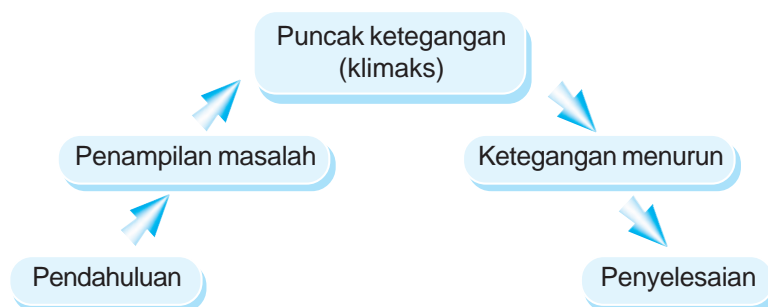 Puncak ketegangan
(klimaks)
Penampilan masalah
Ketegangan menurun
Pendahuluan
Penyelesaian